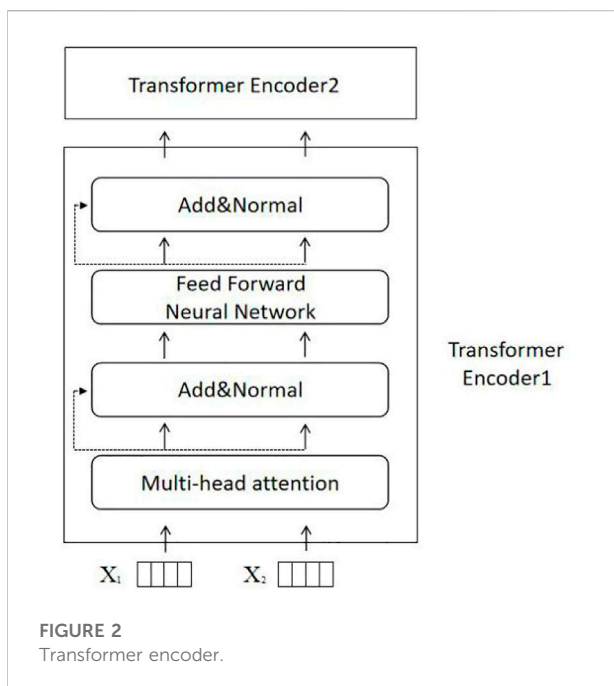 Transformer Encoder2
Add&Normal
Feed Forward
Neural Network
Transformer
Encoder1
Add&Normal
Multi-head attention
X₁
X₂
FIGURE 2
Transformer encoder.